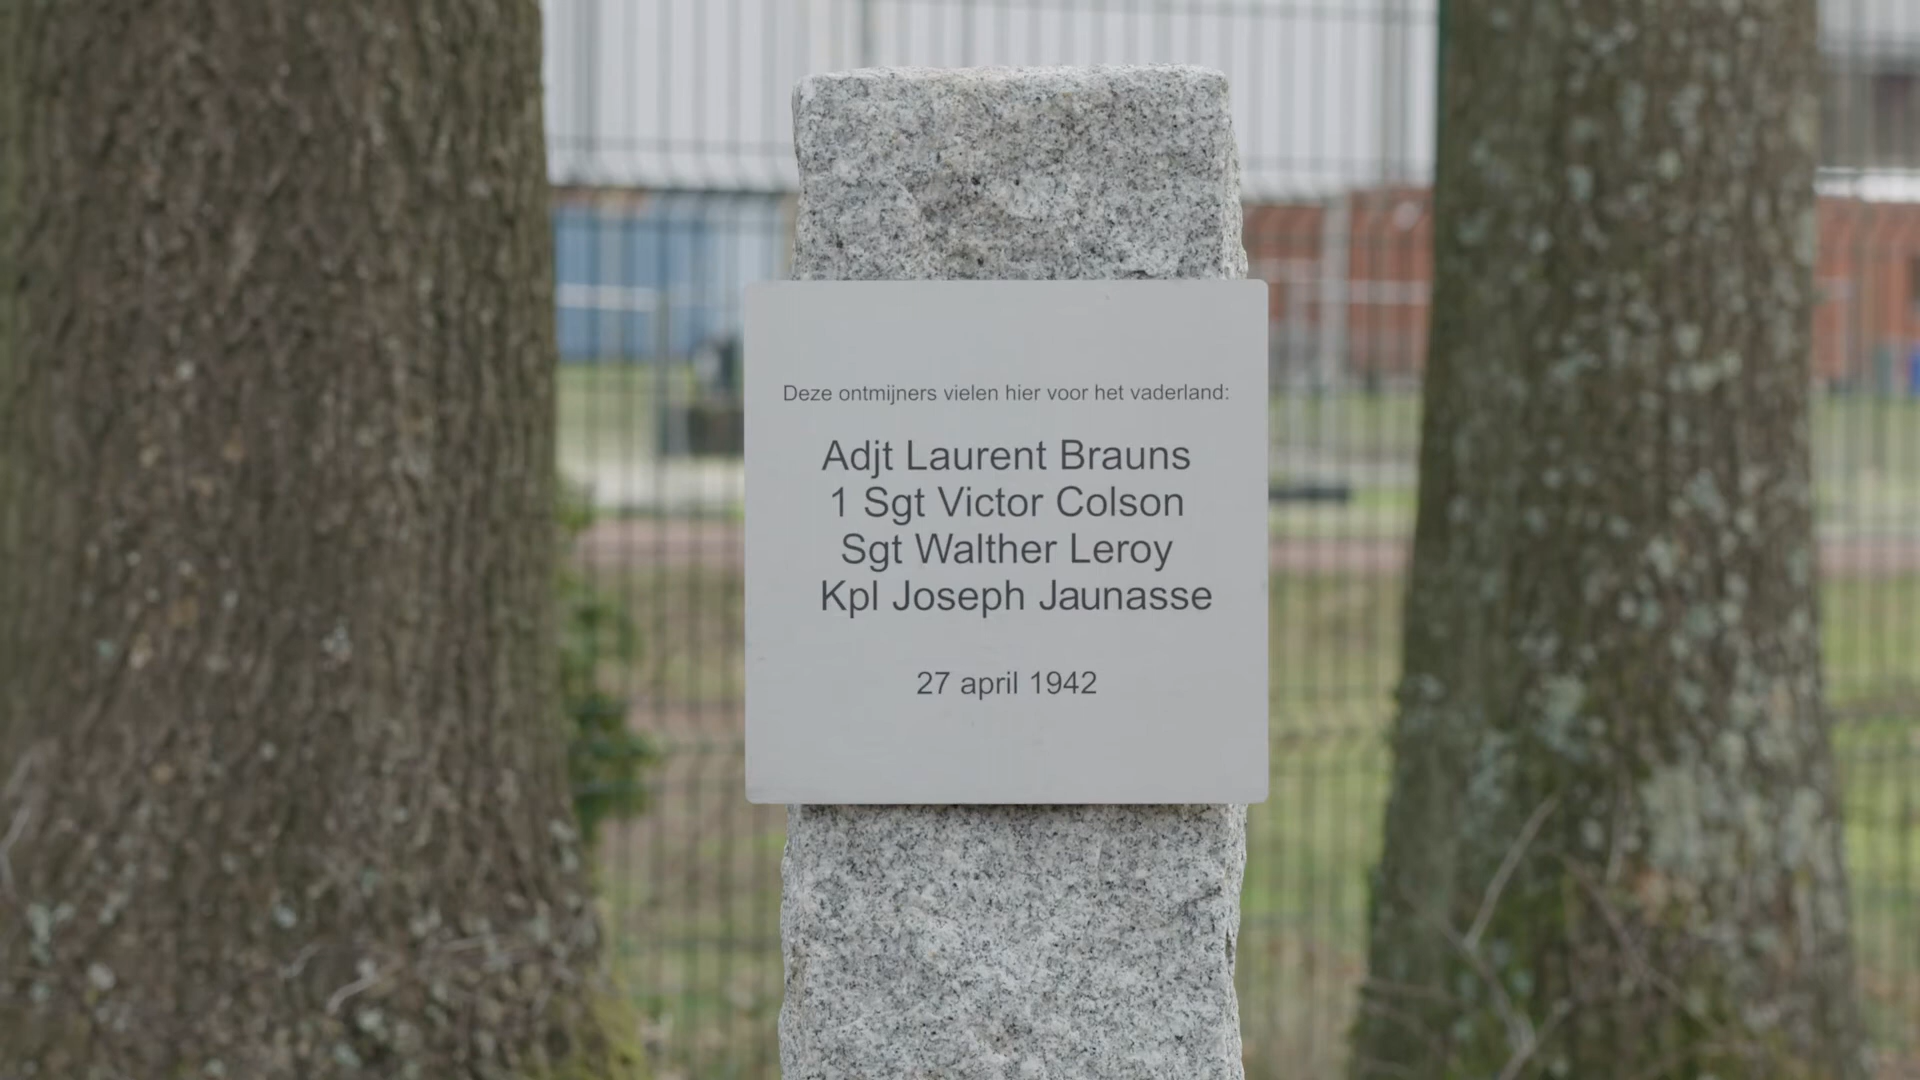 Deze ontmijners vielen hier voor het vaderland:
Adjt Laurent Brauns
1 Sgt Victor Colson
Sgt Walther Leroy
Kpl Joseph Jaunasse
27 april 1942